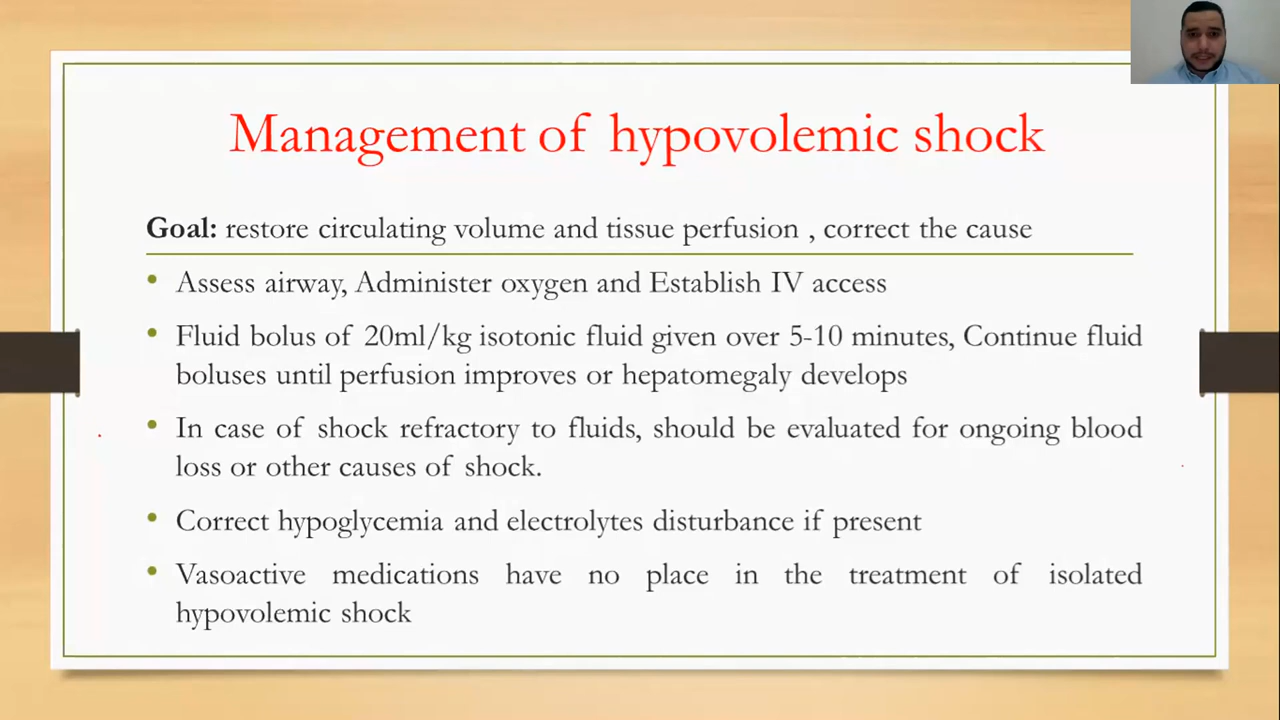 Management of hypovolemic shock
Goal: restore circulating volume and tissue perfusion , correct the cause
• Assess airway, Administer oxygen and Establish IV access
• Fluid bolus of 20ml/kg isotonic fluid given over 5-10 minutes, Continue fluid
boluses until perfusion improves or hepatomegaly develops
• In case of shock refractory to fluids, should be evaluated for ongoing blood
loss or other causes of shock.
• Correct hypoglycemia and electrolytes disturbance if present
• Vasoactive medications have no place in the treatment of isolated
hypovolemic shock